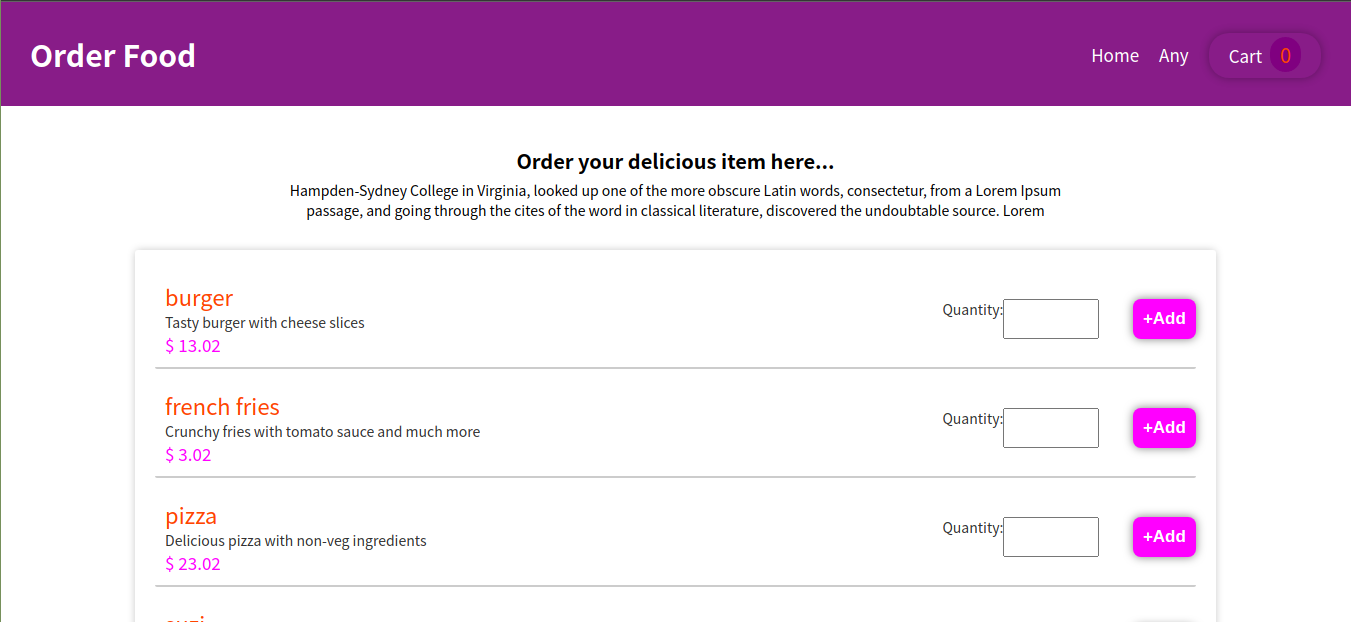 Order Food
Home Any Cart 0
Order your delicious item here...
Hampden-Sydney College in Virginia, looked up one of the more obscure Latin words, consectetur, from a Lorem Ipsum
passage, and going through the cites of the word in classical literature, discovered the undoubtable source. Lorem
burger
Tasty burger with cheese slices
$ 13.02
Quantity:
+Add
french fries
Crunchy fries with tomato sauce and much more
$ 3.02
Quantity:
+Add
pizza
Delicious pizza with non-veg ingredients
$ 23.02
Quantity:
+Add